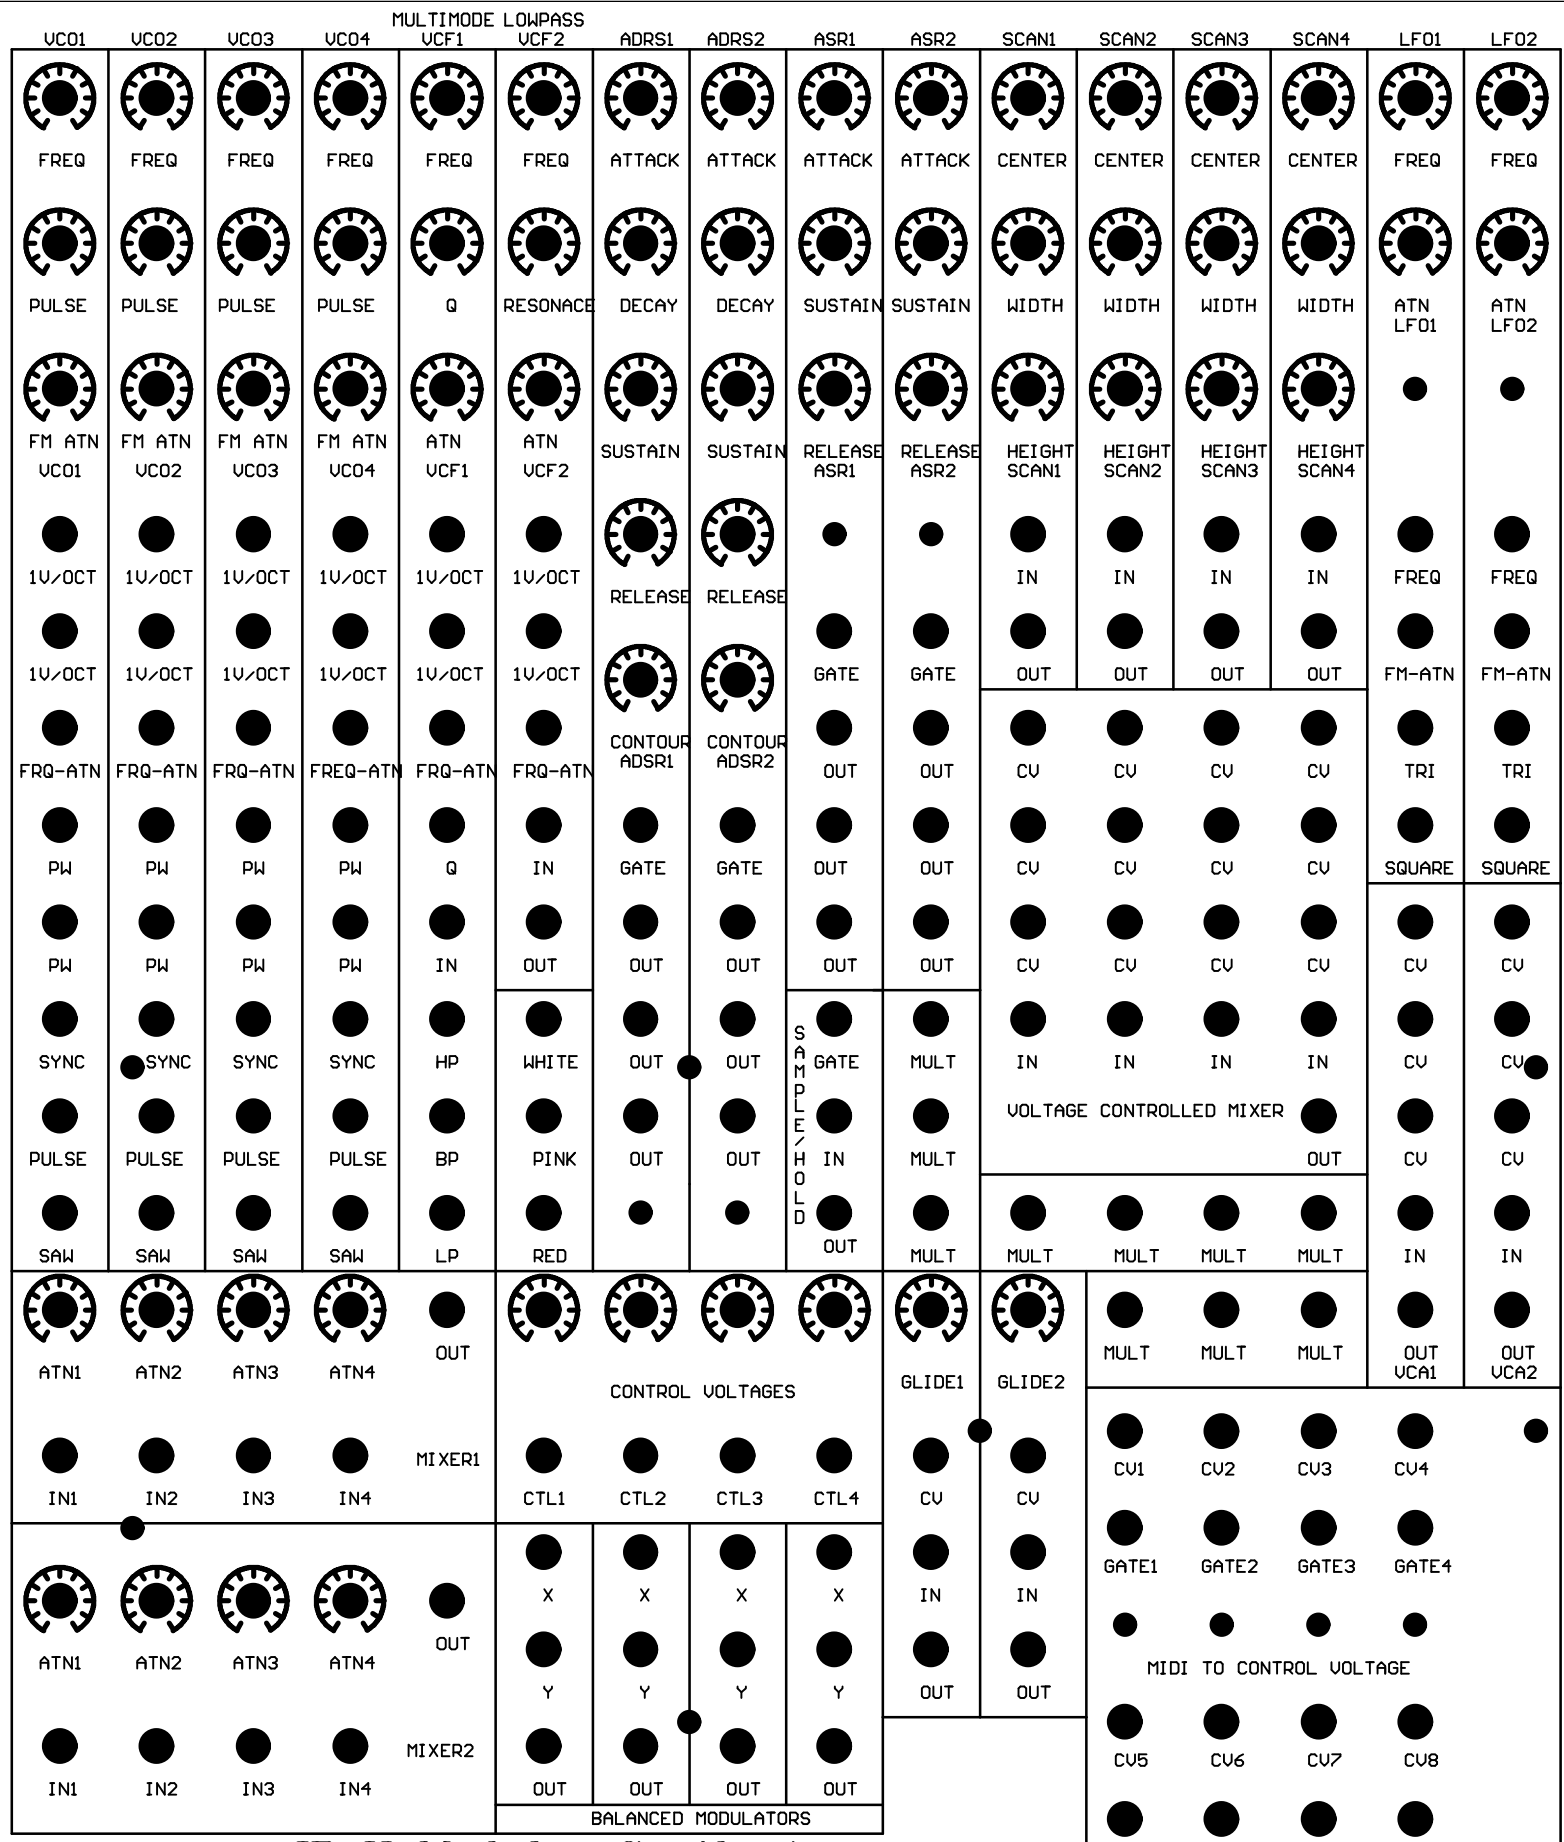 MULTIMODE LOWPASS
VCO1 VCO2 VCO3 VCO4 VCF1 VCF2 ADRS1 ADRS2 ASR1 ASR2 SCAN1 SCAN2 SCAN3 SCAN4 LFO1 LFO2
FREQ FREQ FREQ FREQ FREQ FREQ ATTACK ATTACK ATTACK ATTACK CENTER CENTER CENTER CENTER FREQ FREQ
PULSE PULSE PULSE PULSE Q RESONACE DECAY DECAY SUSTAIN SUSTAIN WIDTH WIDTH WIDTH WIDTH ATN ATN
LFO1 LFO2
FM ATN FM ATN FM ATN FM ATN ATN ATN SUSTAIN SUSTAIN RELEASE RELEASE HEIGHT HEIGHT HEIGHT HEIGHT
VCO1 VCO2 VCO3 VCO4 VCF1 VCF2 ASR1 ASR2 SCAN1 SCAN2 SCAN3 SCAN4
1V/OCT 1V/OCT 1V/OCT 1V/OCT 1V/OCT 1V/OCT IN IN IN IN FREQ FREQ
RELEASE RELEASE
1V/OCT 1V/OCT 1V/OCT 1V/OCT 1V/OCT 1V/OCT GATE GATE OUT OUT OUT OUT FM-ATN FM-ATN
CONTOUR CONTOUR
ADSR1 ADSR2
FRQ-ATN FRQ-ATN FRQ-ATN FREQ-ATN FRQ-ATN FRQ-ATN OUT OUT CV CV CV CV TRI TRI
PW PW PW PW Q IN GATE GATE OUT OUT CV CV CV CV SQUARE SQUARE
PW PW PW PW IN OUT OUT OUT OUT OUT CV CV CV CV CV CV
SAMPLE/HOLD
SYNC SYNC SYNC SYNC HP WHITE OUT OUT GATE MULT IN IN IN IN CV CV
VOLTAGE CONTROLLED MIXER
PULSE PULSE PULSE PULSE BP PINK OUT OUT IN MULT OUT CV CV
SAW SAW SAW SAW LP RED OUT MULT MULT MULT MULT MULT IN IN
OUT MULT MULT MULT OUT OUT
ATN1 ATN2 ATN3 ATN4 VCA1 VCA2
CONTROL VOLTAGES GLIDE1 GLIDE2
MIXER1 CV1 CV2 CV3 CV4
IN1 IN2 IN3 IN4 CTL1 CTL2 CTL3 CTL4 CV CV
GATE1 GATE2 GATE3 GATE4
X X X X IN IN
OUT
ATN1 ATN2 ATN3 ATN4 MIDI TO CONTROL VOLTAGE
Y Y Y Y OUT OUT
MIXER2 CV5 CV6 CV7 CV8
IN1 IN2 IN3 IN4 OUT OUT OUT OUT
BALANCED MODULATORS